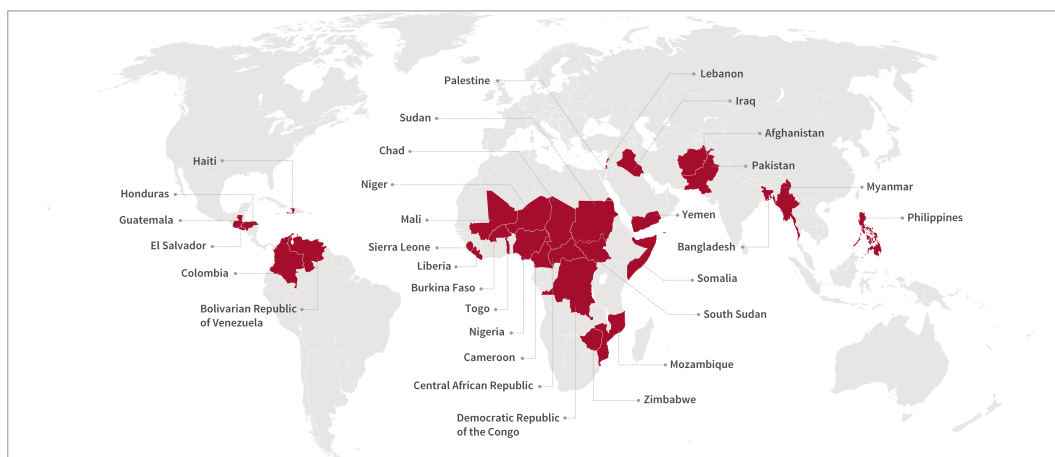 Palestine
Lebanon
Iraq
Sudan
Afghanistan
Chad
Haiti
Pakistan
Niger
Myanmar
Honduras
Mali
Yemen
Philippines
Guatemala
El Salvador
Sierra Leone
Bangladesh
Liberia
Colombia
Somalia
Burkina Faso
Bolivarian Republic
of Venezuela
Togo
South Sudan
Nigeria
Cameroon
Mozambique
Central African Republic
Zimbabwe
Democratic Republic
of the Congo